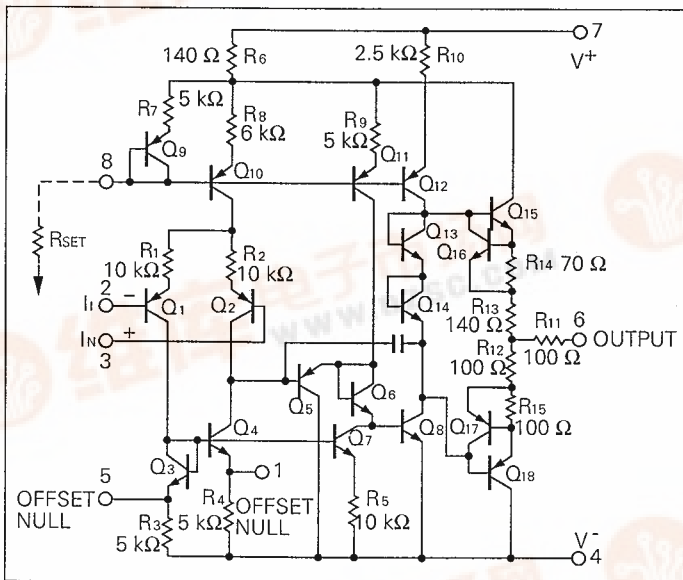 140 Ω R6
2.5 kΩ R10
7
V+
R7
5 kΩ
R8
6 kΩ
R9
5 kΩ
Q9
Q10
Q11
Q12
8
RSET
Q15
Q13
Q16
R1
10 kΩ
R2
10 kΩ
R14 70 Ω
2
II −
Q1
Q2
Q14
R13
140 Ω
R11
100 Ω
6
OUTPUT
IN +
3
R12
100 Ω
Q5
Q6
R15
100 Ω
Q17
Q4
Q7
Q8
Q18
Q3
5
1
OFFSET
NULL
R4
5 kΩ
OFFSET
NULL
R3
5 kΩ
R5
10 kΩ
V-
4